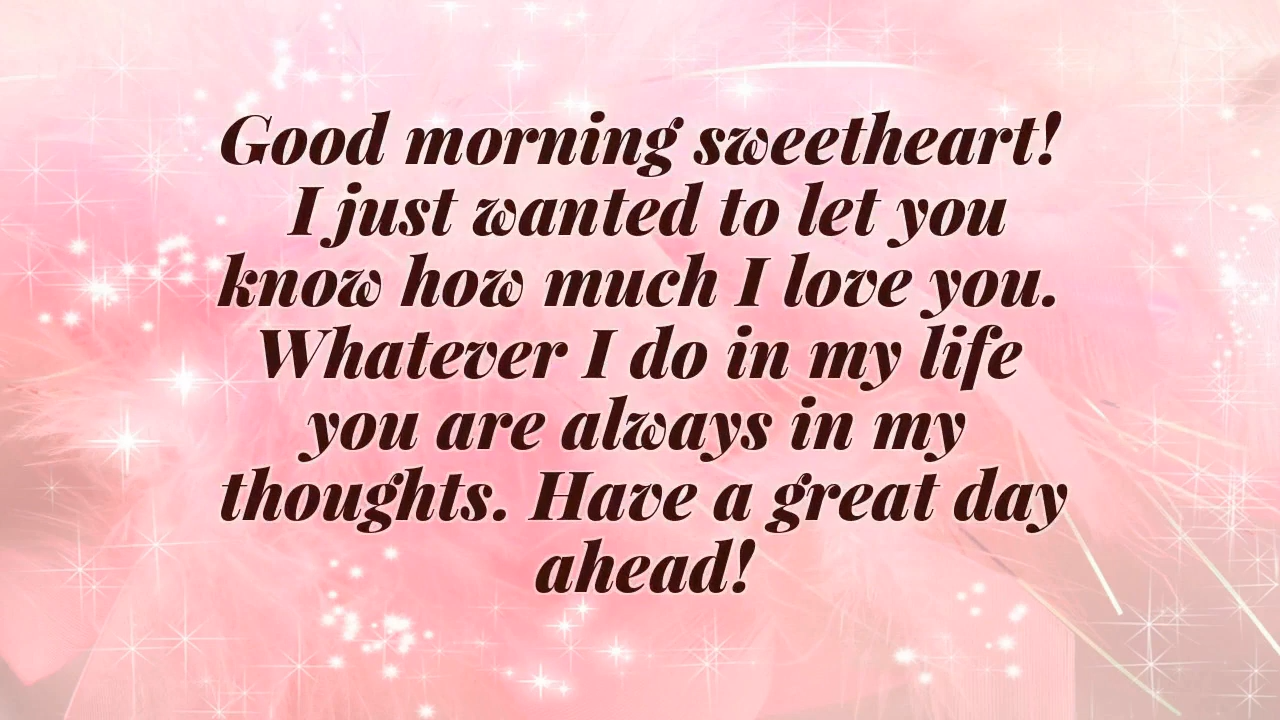 Good morning sweetheart!
I just wanted to let you
know how much I love you.
Whatever I do in my life
you are always in my
thoughts. Have a great day
ahead!